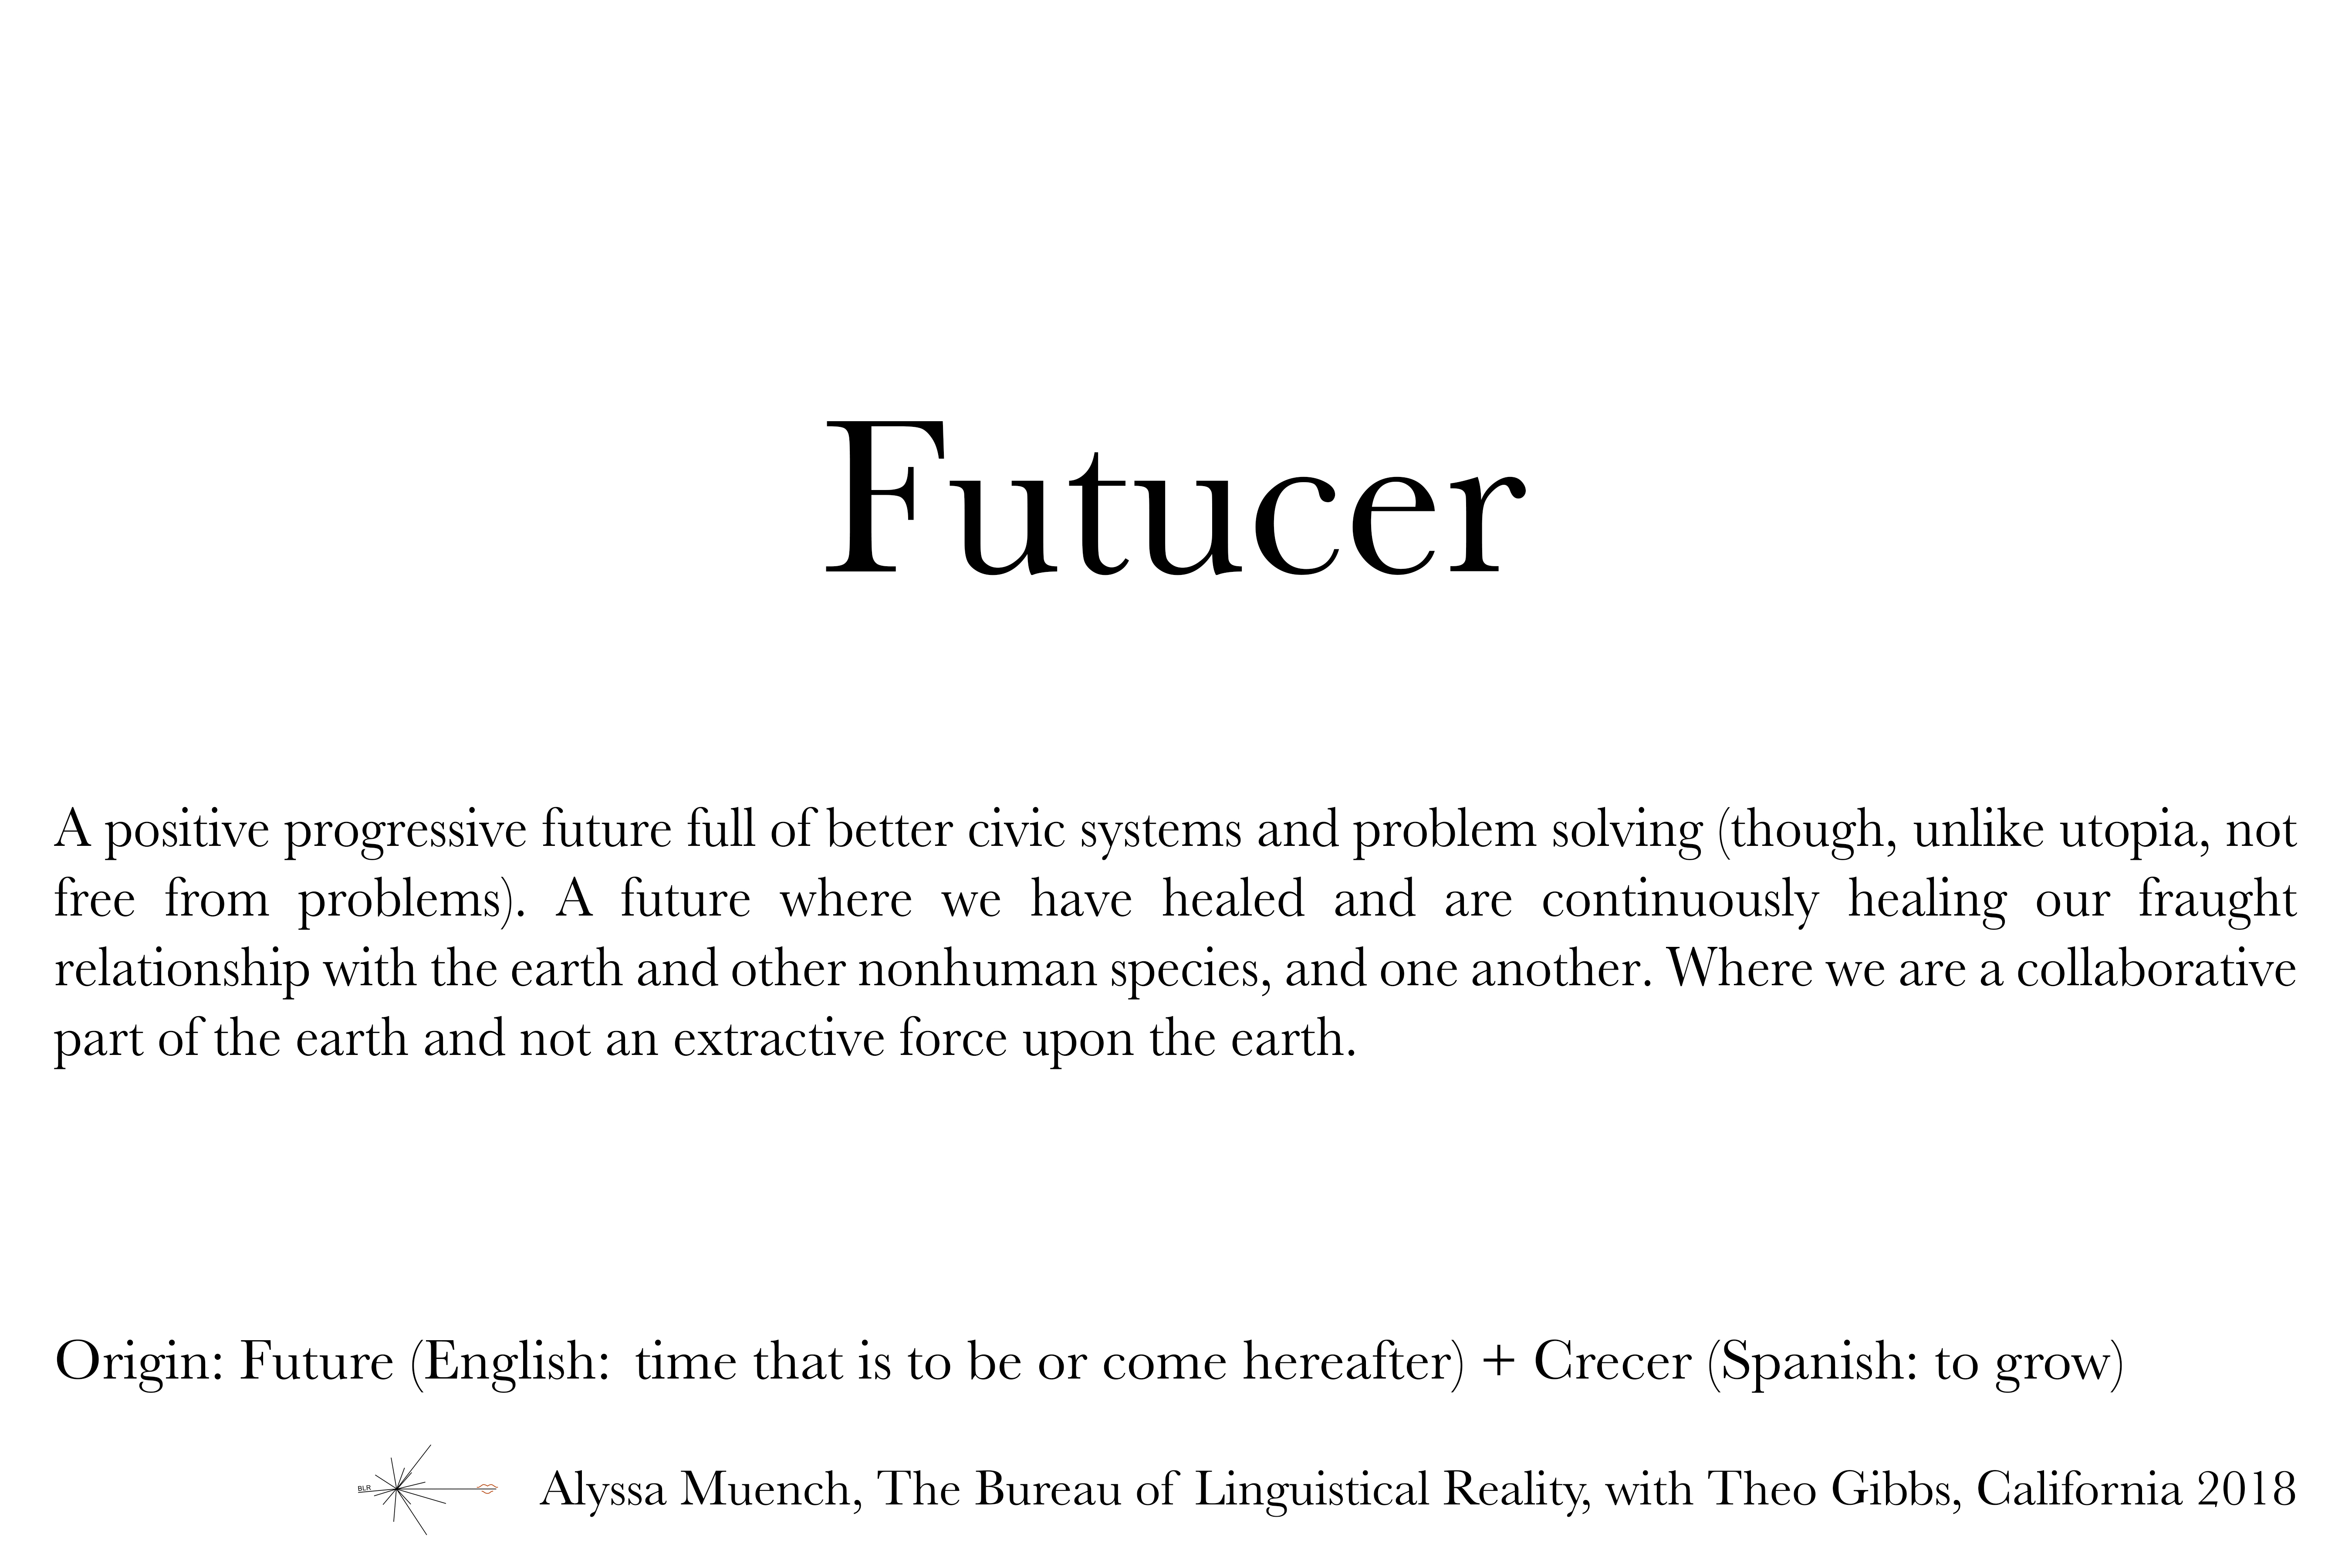 Futucer
A positive progressive future full of better civic systems and problem solving (though, unlike utopia, not
free from problems). A future where we have healed and are continuously healing our fraught
relationship with the earth and other nonhuman species, and one another. Where we are a collaborative
part of the earth and not an extractive force upon the earth.
Origin: Future (English: time that is to be or come hereafter) + Crecer (Spanish: to grow)
BLR
Alyssa Muench, The Bureau of Linguistical Reality, with Theo Gibbs, California 2018